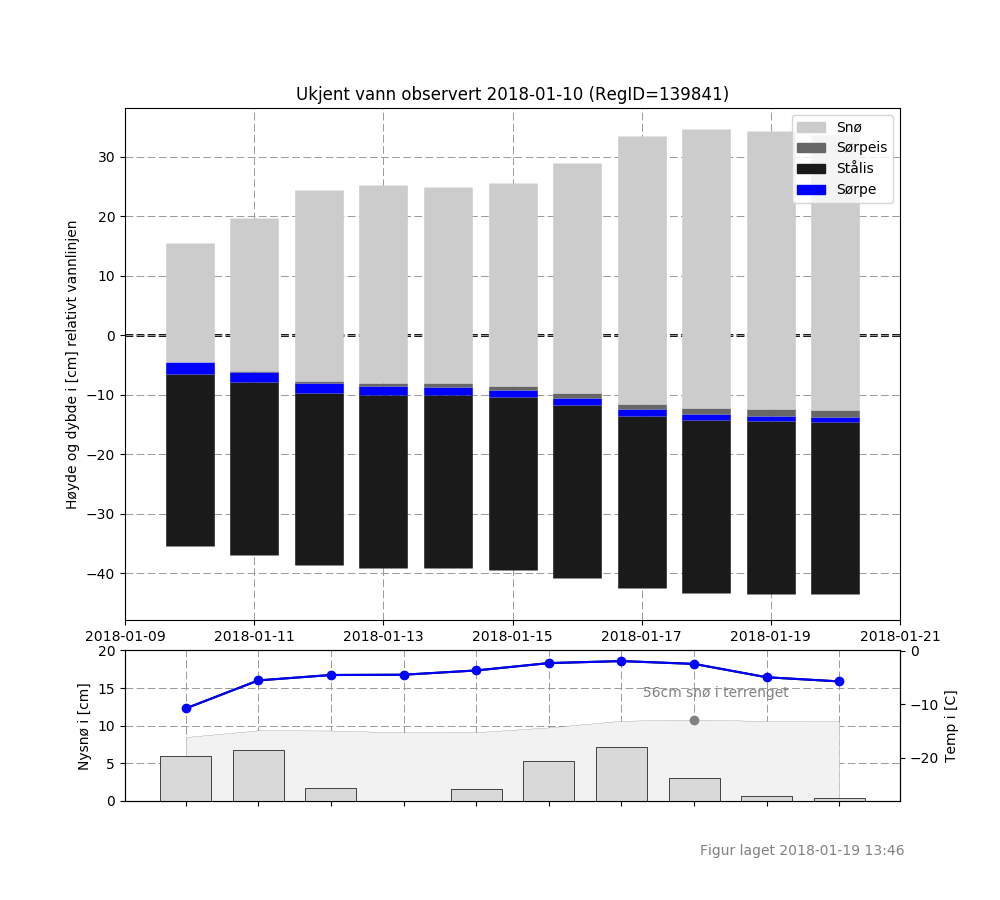 Ukjent vann observert 2018-01-10 (RegID=139841)
Snø
Sørpeis
Stålis
Sørpe
Høyde og dybde i [cm] relativt vannlinjen
30
20
10
0
−10
−20
−30
−40
2018-01-09 2018-01-11 2018-01-13 2018-01-15 2018-01-17 2018-01-19 2018-01-21
Nysnø i [cm]
20
15
10
5
0
56cm snø i terrenget
0
−10
−20
Temp i [C]
Figur laget 2018-01-19 13:46